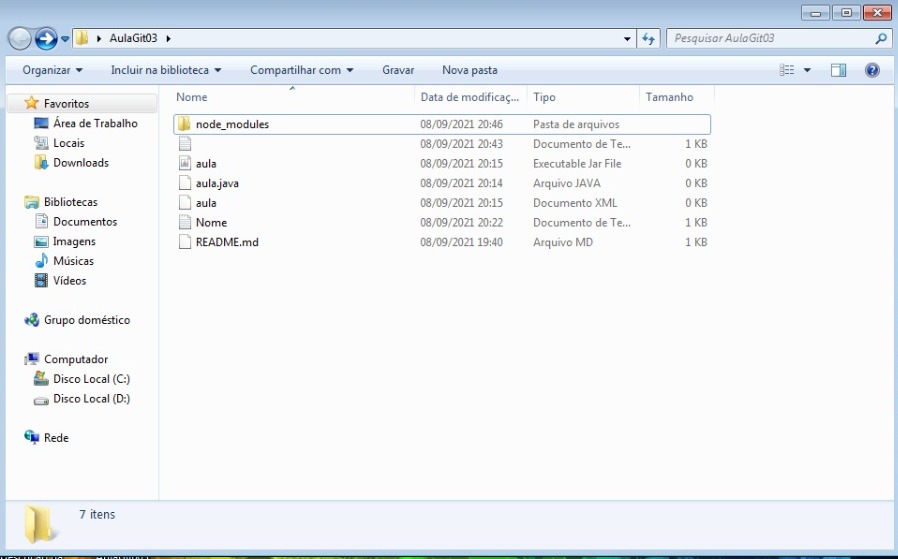 AulaGit03
Pesquisar AulaGit03
Organizar Incluir na biblioteca Compartilhar com Gravar Nova pasta
Nome Data de modificaç... Tipo Tamanho
Favoritos
Área de Trabalho
Locais
Downloads
Bibliotecas
Documentos
Imagens
Músicas
Vídeos
Grupo doméstico
Computador
Disco Local (C:)
Disco Local (D:)
Rede
node_modules 08/09/2021 20:46 Pasta de arquivos
08/09/2021 20:43 Documento de Te... 1 KB
aula 08/09/2021 20:15 Executable Jar File 0 KB
aula.java 08/09/2021 20:14 Arquivo JAVA 0 KB
aula 08/09/2021 20:15 Documento XML 0 KB
Nome 08/09/2021 20:22 Documento de Te... 1 KB
README.md 08/09/2021 19:40 Arquivo MD 1 KB
7 itens